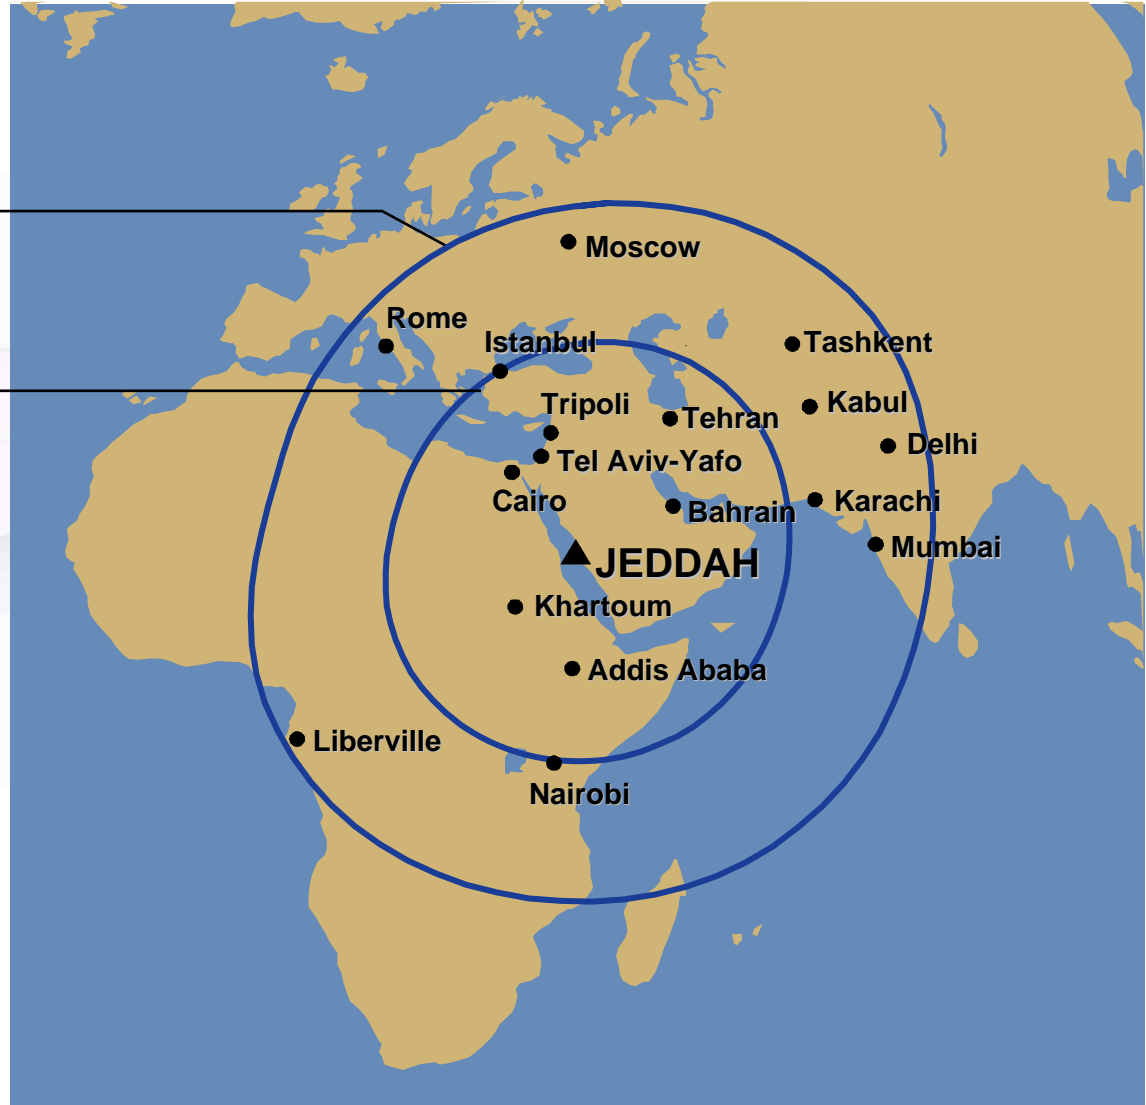 Moscow
Rome
Istanbul
Tashkent
Tripoli
Kabul
Tehran
Delhi
Tel Aviv-Yafo
Cairo
Karachi
Bahrain
Mumbai
JEDDAH
Khartoum
Addis Ababa
Liberville
Nairobi